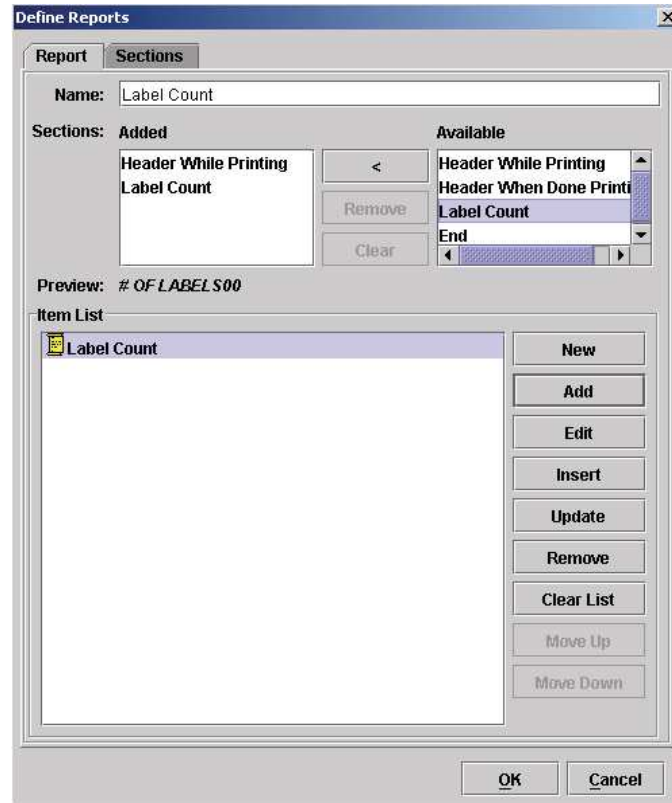 Define Reports
Report Sections
Name: Label Count
Sections: Added Available
Header While Printing
Label Count
<
Remove
Clear
Header While Printing
Header When Done Printi
Label Count
End
Preview: # OF LABELS00
Item List
Label Count
New
Add
Edit
Insert
Update
Remove
Clear List
Move Up
Move Down
OK Cancel